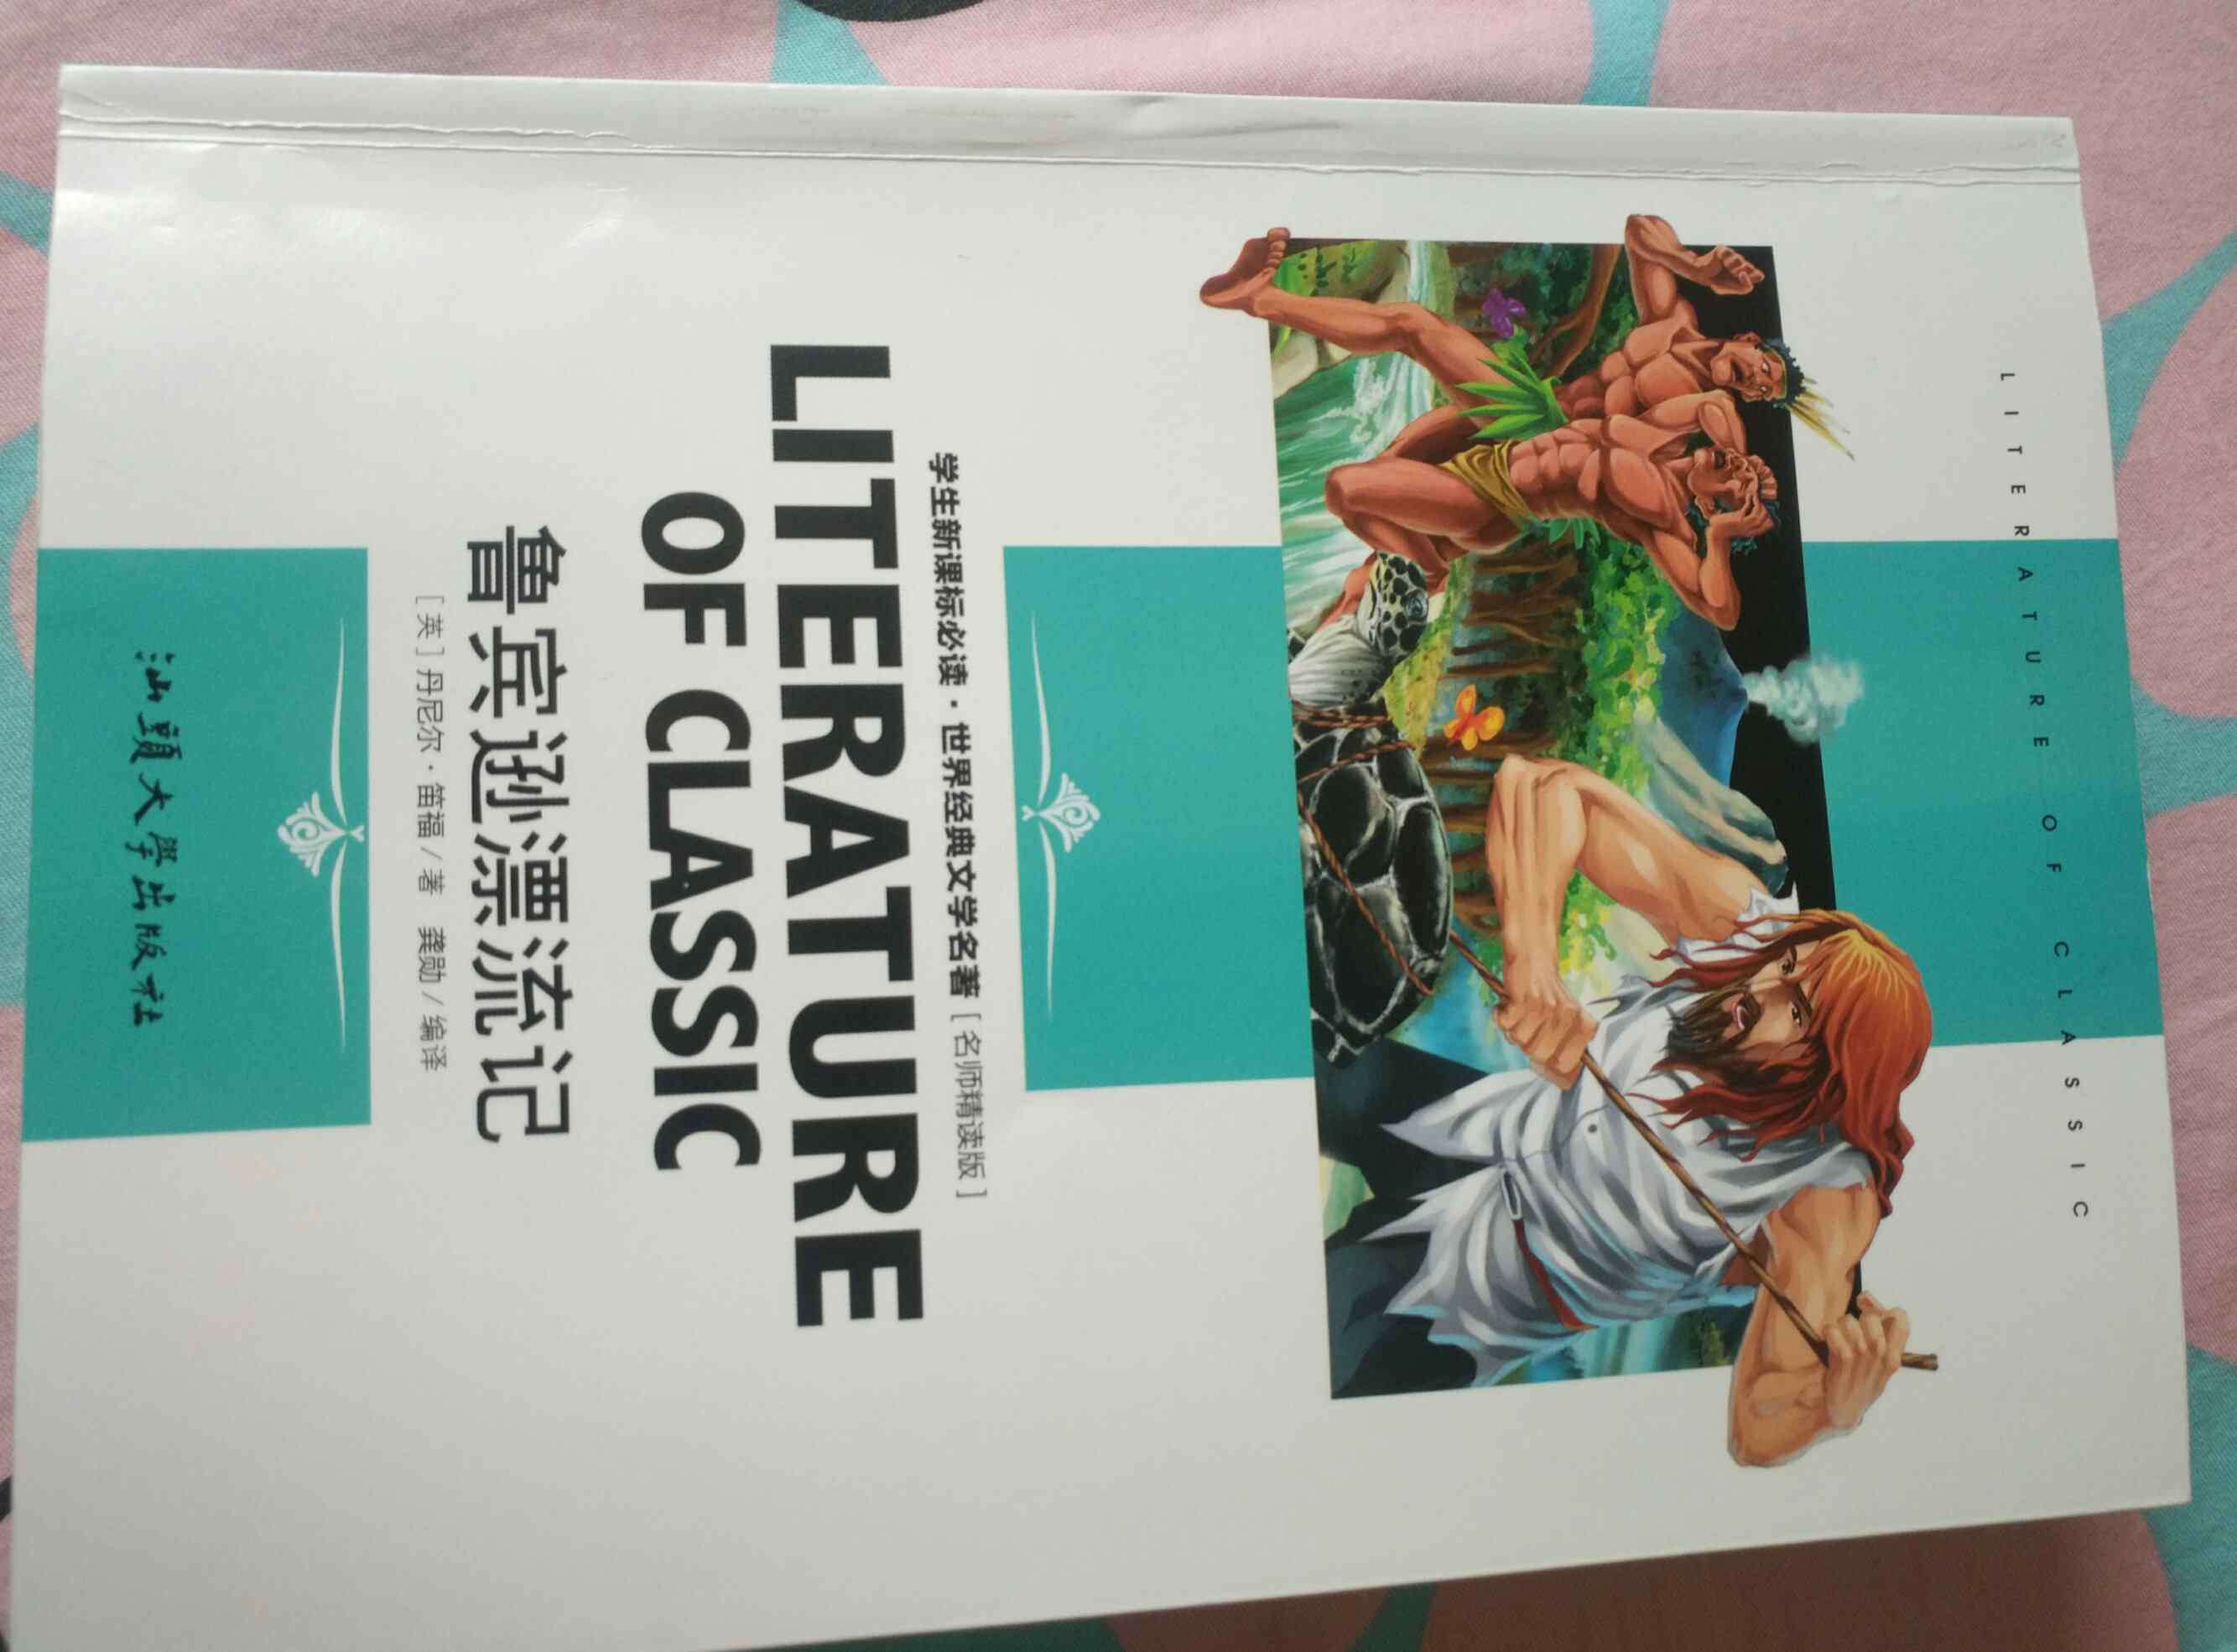 LITERATURE OF CLASSIC
学生新课标必读·世界经典文学名著[名师精读版]
LITERATURE
OF CLASSIC
鲁宾逊漂流记
[英]丹尼尔·笛福/著 龚勋/编译
汕頭大學出版社